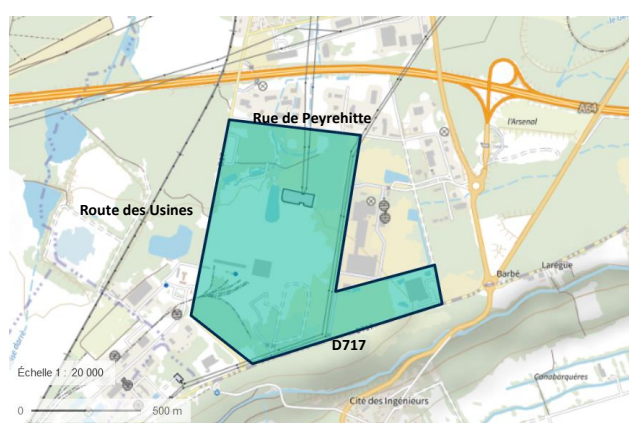 Rue de Peyrehitte
A64
l'Arsenal
Route des Usines
Barbé
Larègue
D717
Échelle 1 : 20 000
0 500 m
Cité des Ingénieurs
Canabarquères